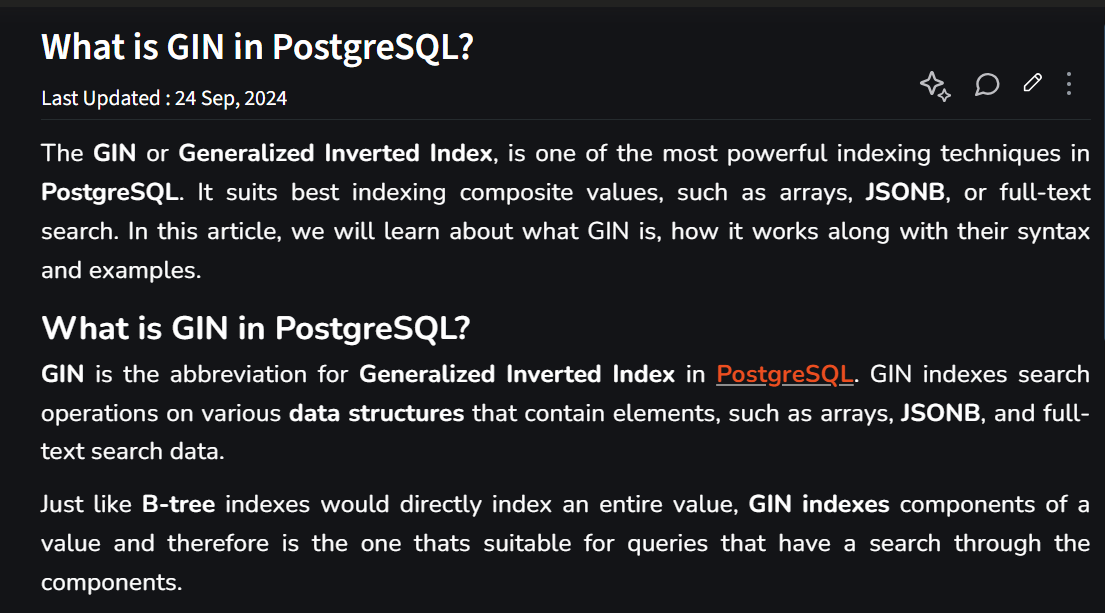 What is GIN in PostgreSQL?
Last Updated : 24 Sep, 2024
The GIN or Generalized Inverted Index, is one of the most powerful indexing techniques in
PostgreSQL. It suits best indexing composite values, such as arrays, JSONB, or full-text
search. In this article, we will learn about what GIN is, how it works along with their syntax
and examples.
What is GIN in PostgreSQL?
GIN is the abbreviation for Generalized Inverted Index in PostgreSQL. GIN indexes search
operations on various data structures that contain elements, such as arrays, JSONB, and full-
text search data.
Just like B-tree indexes would directly index an entire value, GIN indexes components of a
value and therefore is the one thats suitable for queries that have a search through the
components.